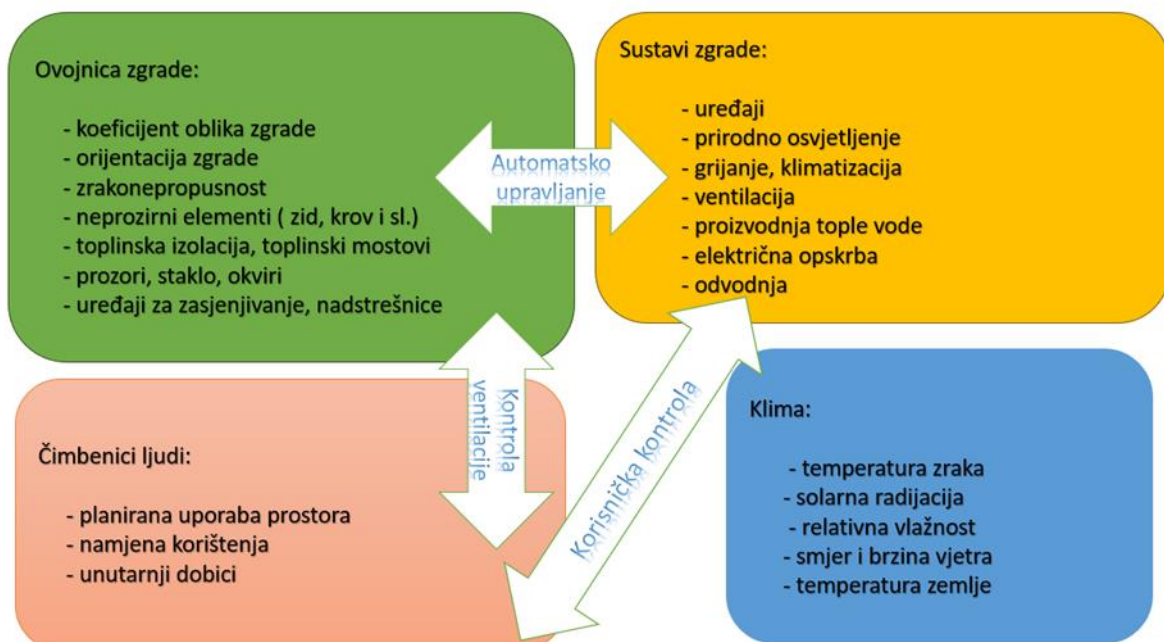 Ovojnica zgrade:
- koeficijent oblika zgrade
- orijentacija zgrade
- zrakonepropusnost
- neprozirni elementi ( zid, krov i sl.)
- toplinska izolacija, toplinski mostovi
- prozori, staklo, okviri
- uređaji za zasjenjivanje, nadstrešnice
Automatsko
upravljanje
Sustavi zgrade:
- uređaji
- prirodno osvjetljenje
- grijanje, klimatizacija
- ventilacija
- proizvodnja tople vode
- električna opskrba
- odvodnja
Kontrola
ventilacije
Korisnička kontrola
Čimbenici ljudi:
- planirana uporaba prostora
- namjena korištenja
- unutarnji dobici
Klima:
- temperatura zraka
- solarna radijacija
- relativna vlažnost
- smjer i brzina vjetra
- temperatura zemlje